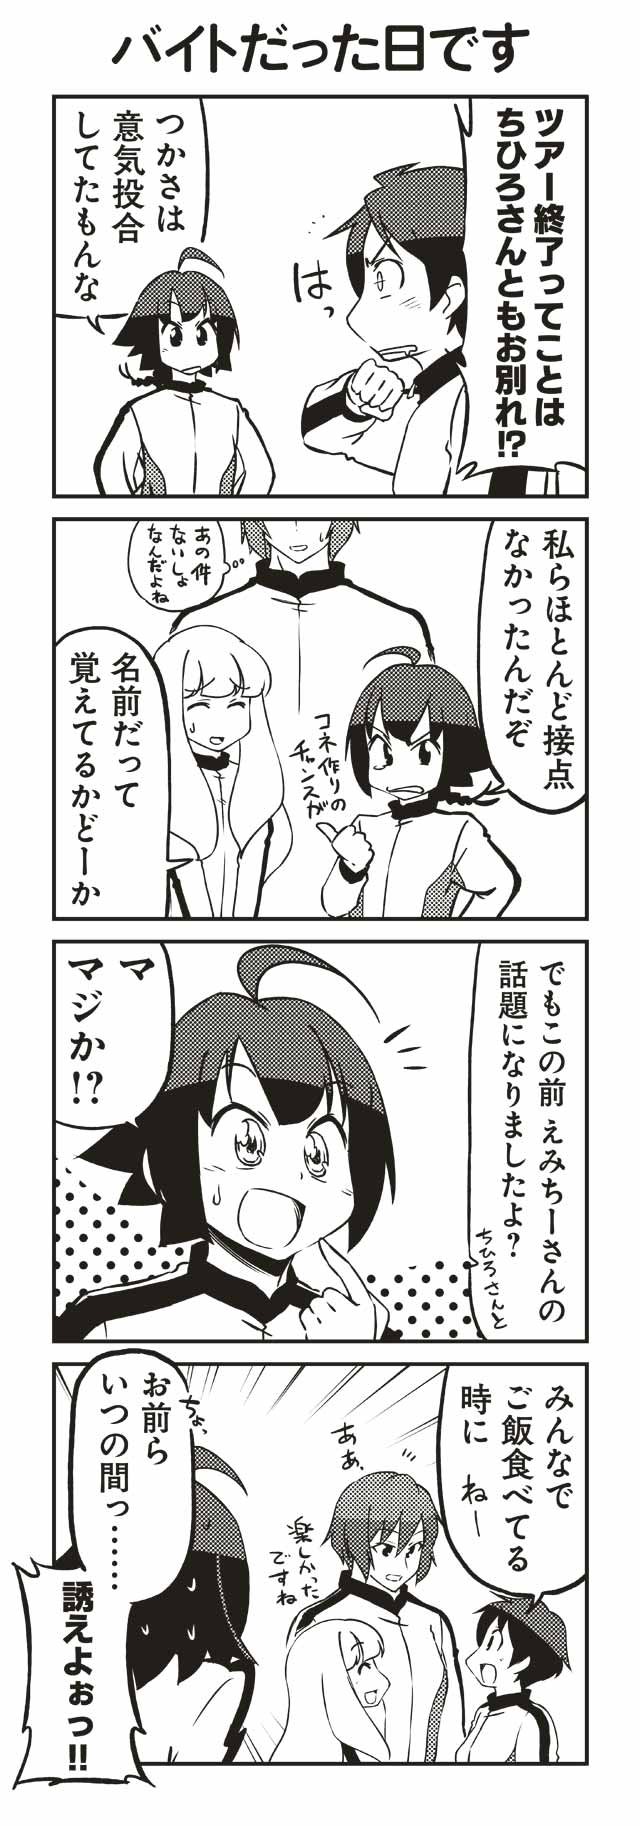 バイトだった日です
ツアー終了ってことは
ちひろさんともお別れ!?
はっ
つかさは
意気投合
してたもんな
私らほとんど接点
なかったんだぞ
コネ作りの
チャンスが
あの件
ないしょ
なんだよね
名前だって
覚えてるかどーか
でもこの前 えみちーさんの
話題になりましたよ?
ちひろさんと
マ
マジか!?
みんなで
ご飯食べてる
時に
ねー
ああ、
楽しかった
ですね
ちょ、
お前ら
いつの間っ……
誘えよぉっ!!